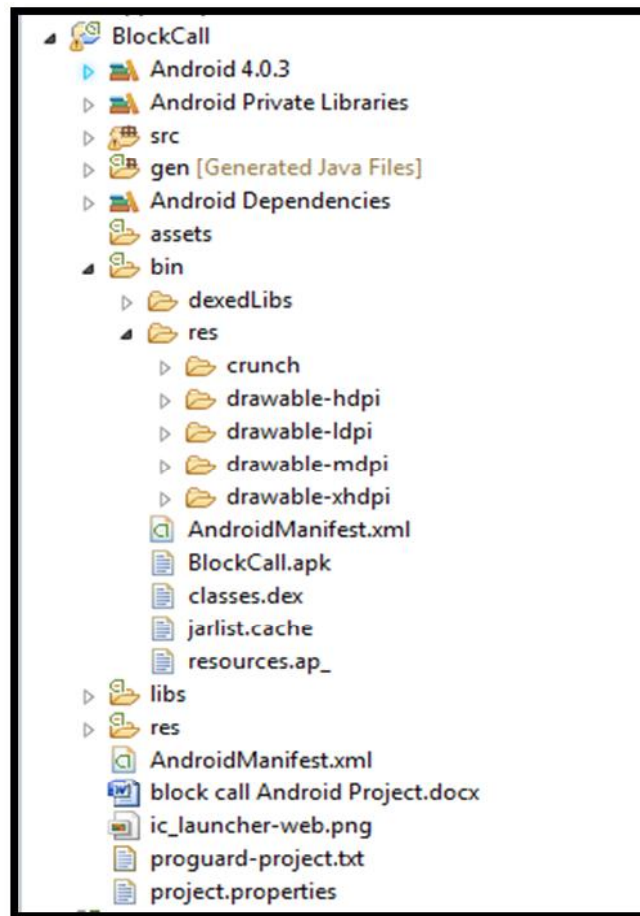 BlockCall
Android 4.0.3
Android Private Libraries
src
gen [Generated Java Files]
Android Dependencies
assets
bin
dexedLibs
res
crunch
drawable-hdpi
drawable-ldpi
drawable-mdpi
drawable-xhdpi
AndroidManifest.xml
BlockCall.apk
classes.dex
jarlist.cache
resources.ap_
libs
res
AndroidManifest.xml
block call Android Project.docx
ic_launcher-web.png
proguard-project.txt
project.properties